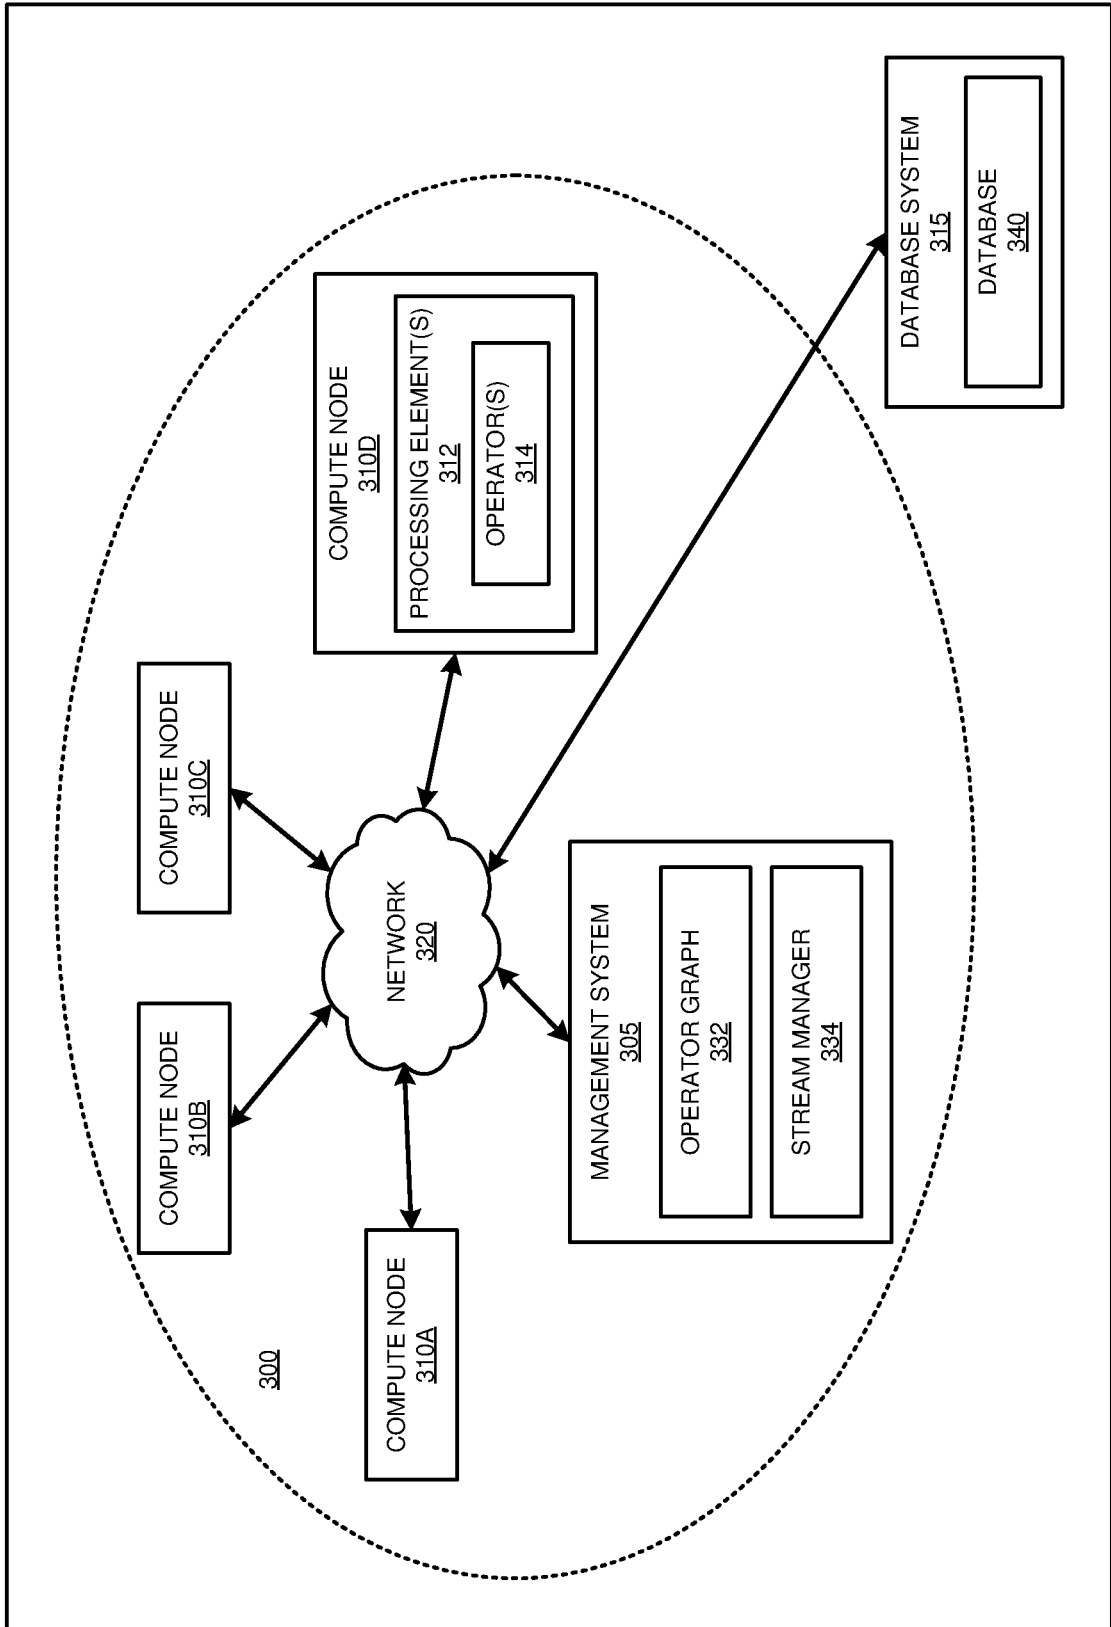 300
COMPUTE NODE
310A
COMPUTE NODE
310B
COMPUTE NODE
310C
COMPUTE NODE
310D
PROCESSING ELEMENT(S)
312
OPERATOR(S)
314
NETWORK
320
MANAGEMENT SYSTEM
305
OPERATOR GRAPH
332
STREAM MANAGER
334
DATABASE SYSTEM
315
DATABASE
340